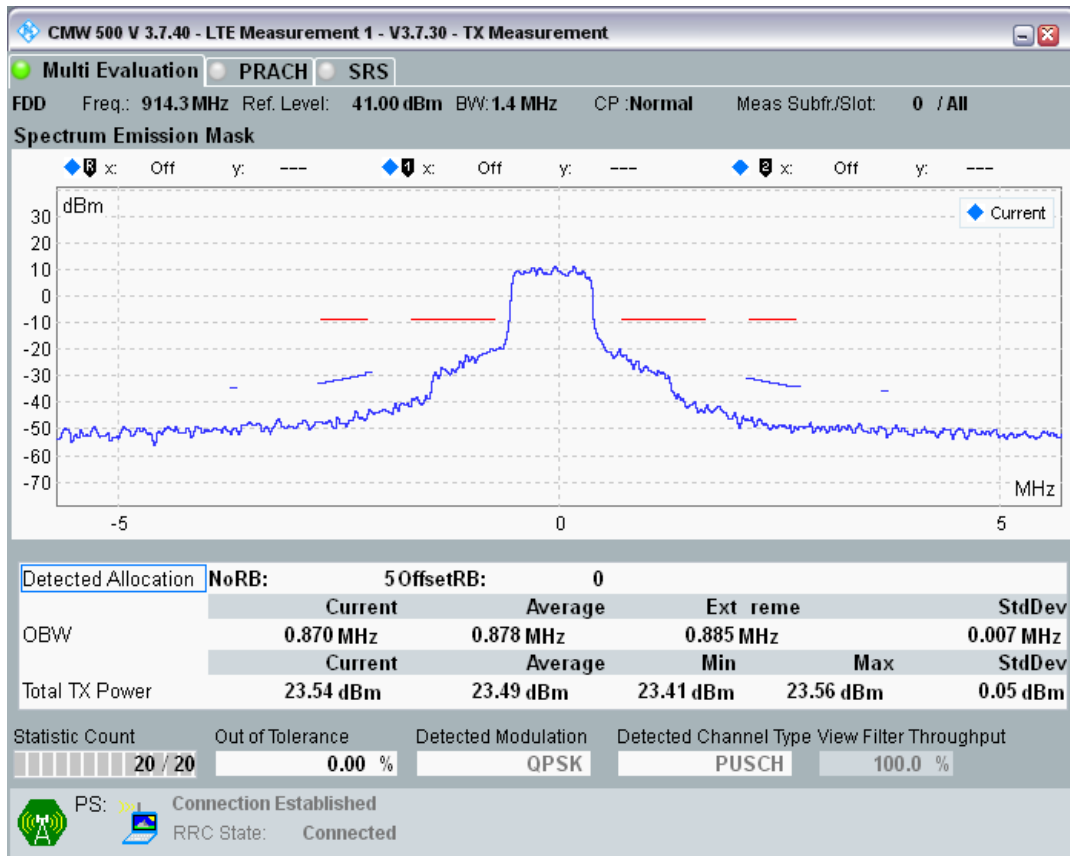 CMW 500 V 3.7.40 - LTE Measurement 1 - V3.7.30 - TX Measurement
Multi Evaluation PRACH SRS
FDD Freq.: 914.3 MHz Ref. Level: 41.00 dBm BW: 1.4 MHz CP :Normal Meas Subfr./Slot: 0 / All
Spectrum Emission Mask
R x: Off y: --- 1 x: Off y: --- 2 x: Off y: ---
dBm
Current
30
20
10
0
-10
-20
-30
-40
-50
-60
-70
MHz
-5 0 5
Detected Allocation NoRB: 5 OffsetRB: 0
Current Average Ext reme StdDev
OBW 0.870 MHz 0.878 MHz 0.885 MHz 0.007 MHz
Current Average Min Max StdDev
Total TX Power 23.54 dBm 23.49 dBm 23.41 dBm 23.56 dBm 0.05 dBm
Statistic Count Out of Tolerance Detected Modulation Detected Channel Type View Filter Throughput
20 / 20 0.00 % QPSK PUSCH 100.0 %
PS: Connection Established
RRC State: Connected